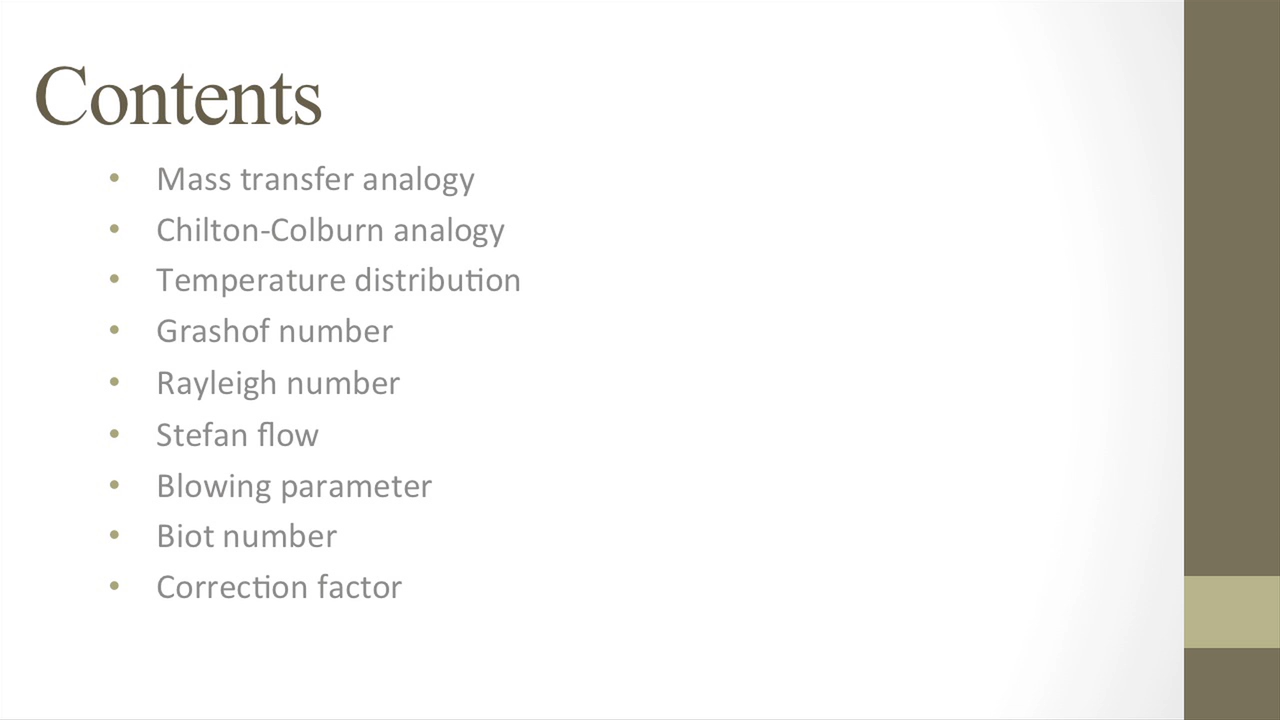 Contents
• Mass transfer analogy
• Chilton-Colburn analogy
• Temperature distribution
• Grashof number
• Rayleigh number
• Stefan flow
• Blowing parameter
• Biot number
• Correction factor